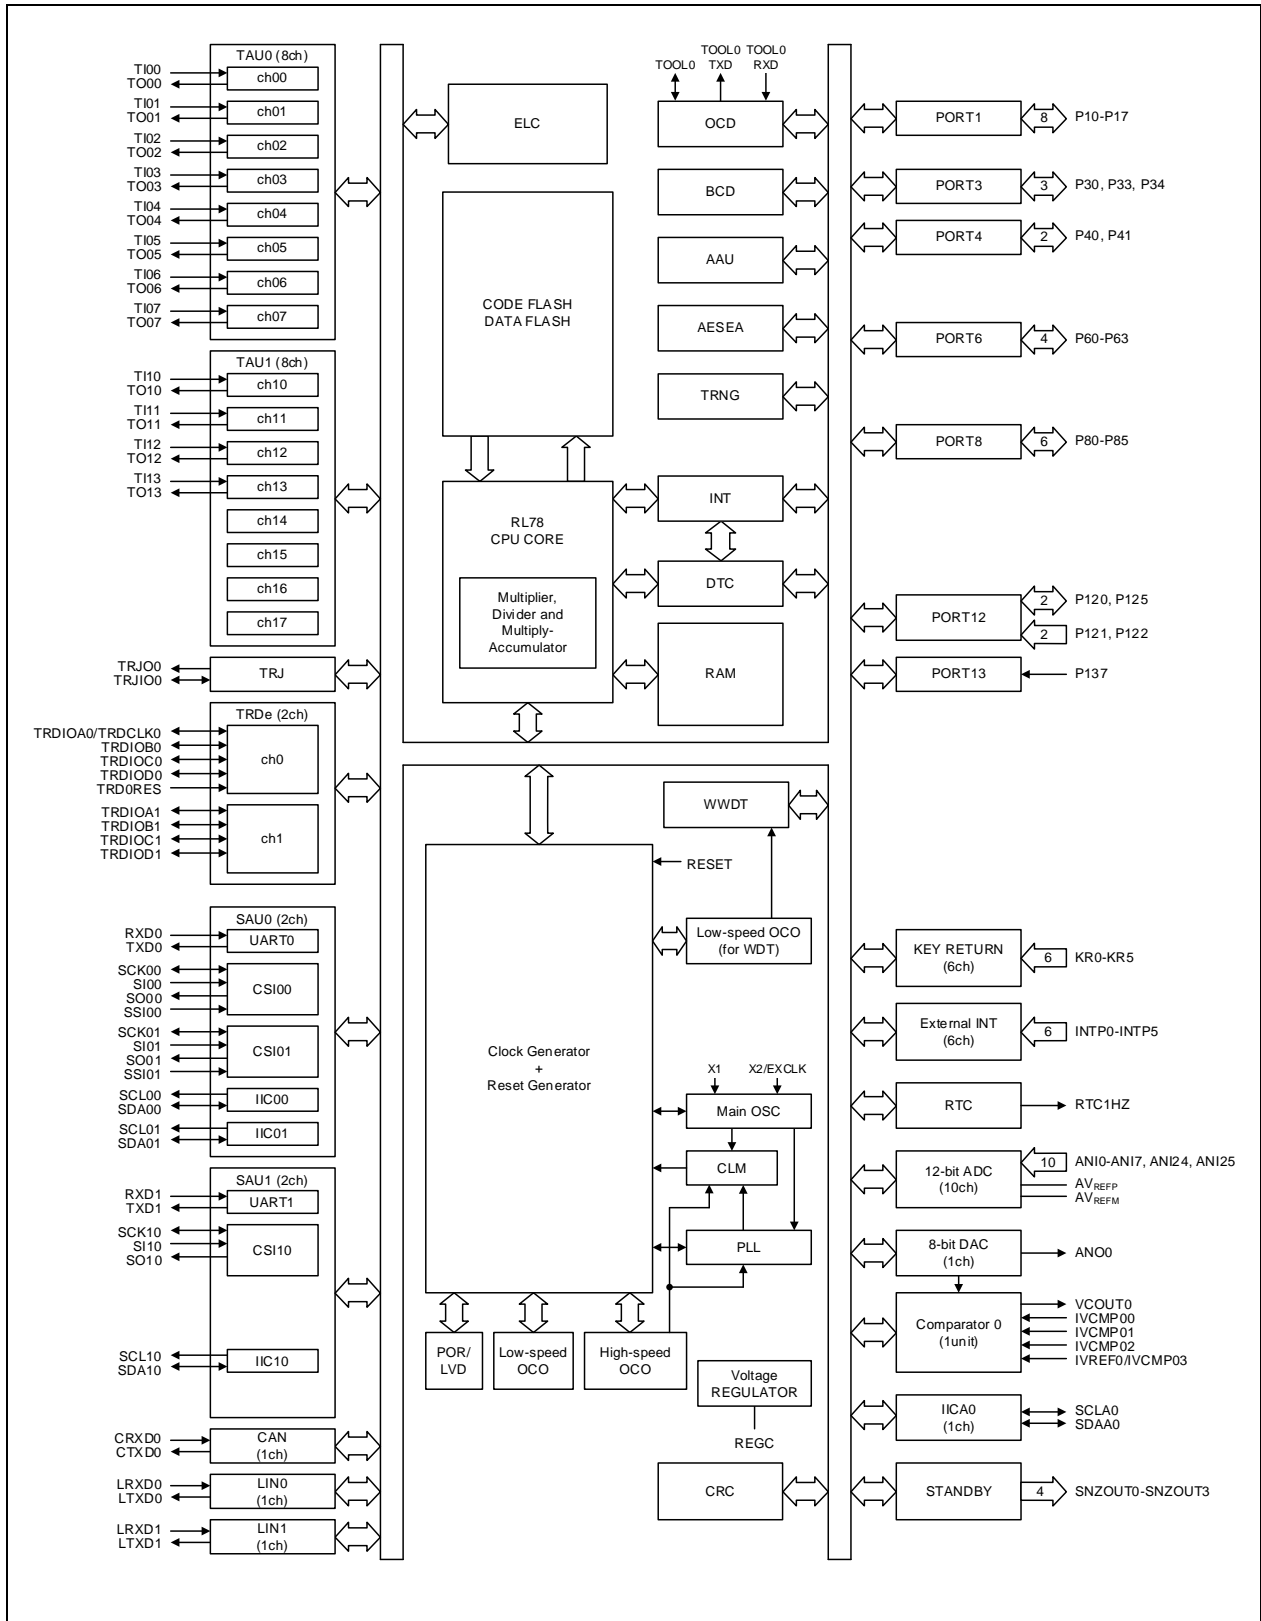 TAU0 (8ch)
TI00
TO00
ch00
TI01
TO01
ch01
TI02
TO02
ch02
TI03
TO03
ch03
TI04
TO04
ch04
TI05
TO05
ch05
TI06
TO06
ch06
TI07
TO07
ch07
TAU1 (8ch)
TI10
TO10
ch10
TI11
TO11
ch11
TI12
TO12
ch12
TI13
TO13
ch13
ch14
ch15
ch16
ch17
TRJO0
TRJIO0
TRJ
TRDe (2ch)
TRDIOA0/TRDCLK0
TRDIOB0
TRDIOC0
TRDIOD0
TRD0RES
ch0
TRDIOA1
TRDIOB1
TRDIOC1
TRDIOD1
ch1
SAU0 (2ch)
RXD0
TXD0
UART0
SCK00
SI00
SO00
SSI00
CSI00
SCK01
SI01
SO01
SSI01
CSI01
SCL00
SDA00
IIC00
SCL01
SDA01
IIC01
SAU1 (2ch)
RXD1
TXD1
UART1
SCK10
SI10
SO10
CSI10
SCL10
SDA10
IIC10
CRXD0
CTXD0
CAN
(1ch)
LRXD0
LTXD0
LIN0
(1ch)
LRXD1
LTXD1
LIN1
(1ch)
ELC
CODE FLASH
DATA FLASH
RL78
CPU CORE
Multiplier,
Divider and
Multiply-
Accumulator
TOOL0
TOOL0
TXD
TOOL0
RXD
OCD
BCD
AAU
AESEA
TRNG
INT
DTC
RAM
WWDT
RESET
Low-speed OCO
(for WDT)
Clock Generator
+
Reset Generator
X1
X2/EXCLK
Main OSC
CLM
PLL
POR/
LVD
Low-speed
OCO
High-speed
OCO
Voltage
REGULATOR
REGC
CRC
PORT1
8
P10-P17
PORT3
3
P30, P33, P34
PORT4
2
P40, P41
PORT6
4
P60-P63
PORT8
6
P80-P85
PORT12
2
P120, P125
2
P121, P122
PORT13
P137
KEY RETURN
(6ch)
6
KR0-KR5
External INT
(6ch)
6
INTP0-INTP5
RTC
RTC1HZ
12-bit ADC
(10ch)
10
ANI0-ANI7, ANI24, ANI25
AVREFP
AVREFM
8-bit DAC
(1ch)
ANO0
Comparator 0
(1unit)
VCOUT0
IVCMP00
IVCMP01
IVCMP02
IVREF0/IVCMP03
IICA0
(1ch)
SCLA0
SDAA0
STANDBY
4
SNZOUT0-SNZOUT3